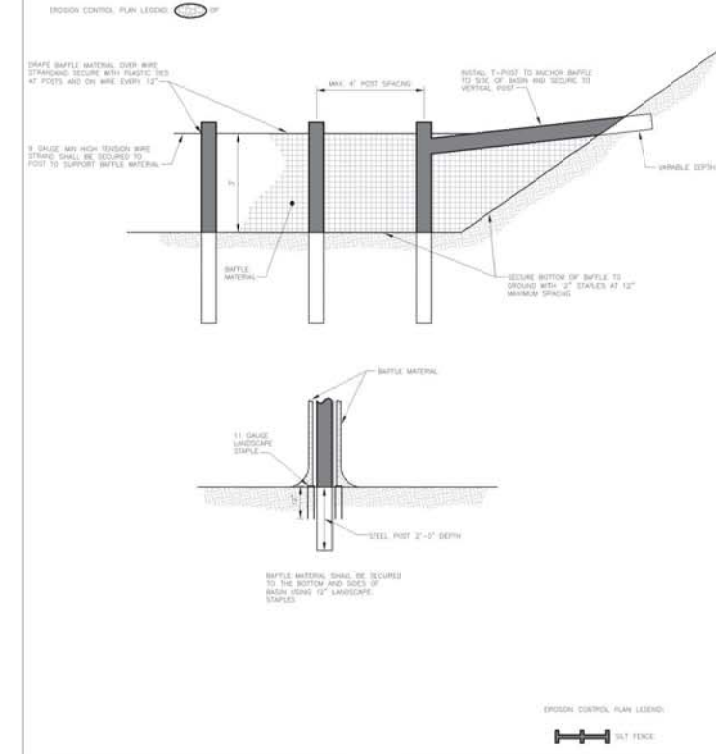 EROSION CONTROL PLAN LEGEND:
DRAPE BAFFLE MATERIAL OVER WIRE
STRAND AND SECURE WITH PLASTIC TIES
AT POSTS AND ON WIRE EVERY 12"
MAX. 4' POST SPACING
INSTALL T-POST TO ANCHOR BAFFLE
TO SIDE OF BASIN AND SECURE TO
VERTICAL POST
9 GAUGE MIN HIGH TENSION WIRE
STRAND SHALL BE SECURED TO
POST TO SUPPORT BAFFLE MATERIAL
3'
VARIABLE DEPTH
BAFFLE
MATERIAL
SECURE BOTTOM OF BAFFLE TO
GROUND WITH 12" STAPLES AT 12"
MAXIMUM SPACING
BAFFLE MATERIAL
11 GAUGE
LANDSCAPE
STAPLE
12"
STEEL POST 2'-0" DEPTH
BAFFLE MATERIAL SHALL BE SECURED
TO THE BOTTOM AND SIDES OF
BASIN USING 12" LANDSCAPE
STAPLES
EROSION CONTROL PLAN LEGEND:
SILT FENCE